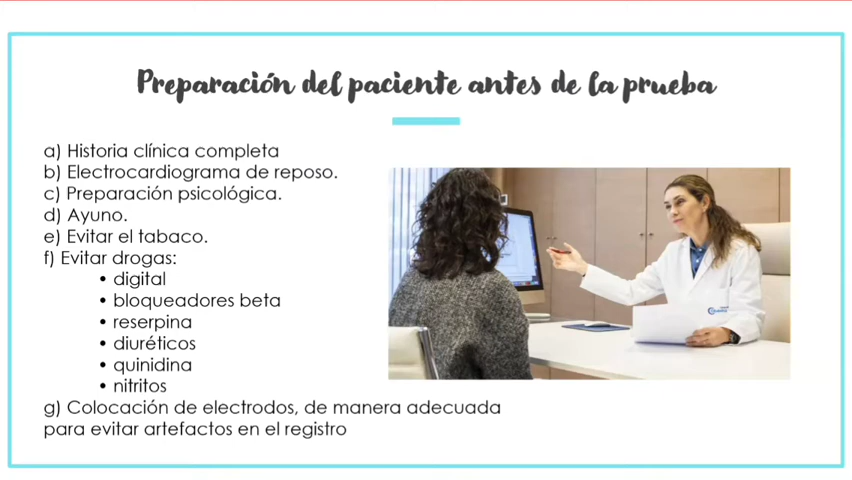 Preparación del paciente antes de la prueba
a) Historia clínica completa
b) Electrocardiograma de reposo.
c) Preparación psicológica.
d) Ayuno.
e) Evitar el tabaco.
f) Evitar drogas:
• digital
• bloqueadores beta
• reserpina
• diuréticos
• quinidina
• nitritos
g) Colocación de electrodos, de manera adecuada
para evitar artefactos en el registro